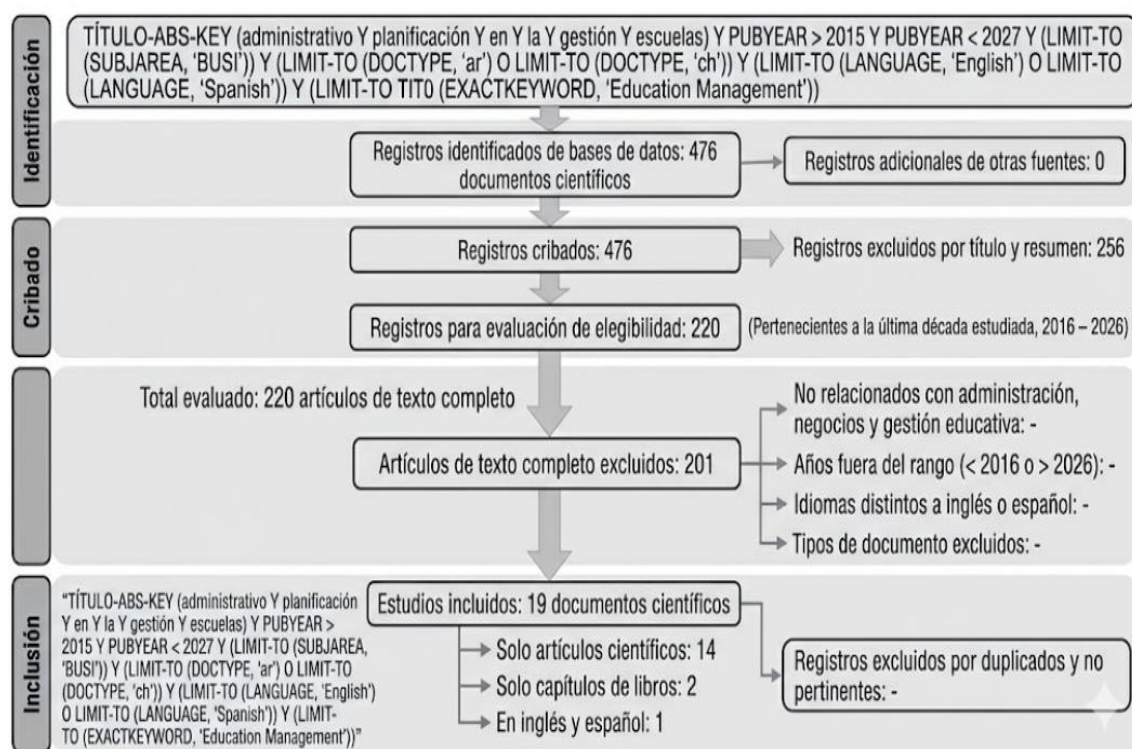 TÍTULO-ABS-KEY (administrativo Y planificación Y en Y la Y gestión Y escuelas) Y PUBYEAR > 2015 Y PUBYEAR < 2027 Y (LIMIT-TO
(SUBJAREA, 'BUSI')) Y (LIMIT-TO (DOCTYPE, 'ar') O LIMIT-TO (DOCTYPE, 'ch')) Y (LIMIT-TO (LANGUAGE, 'English') O LIMIT-TO
(LANGUAGE, 'Spanish')) Y (LIMIT-TO TIT0 (EXACTKEYWORD, 'Education Management'))
Identificación
Registros identificados de bases de datos: 476
documentos científicos
Registros adicionales de otras fuentes: 0
Cribado
Registros cribados: 476
Registros excluidos por título y resumen: 256
Registros para evaluación de elegibilidad: 220
(Pertenecientes a la última década estudiada, 2016 – 2026)
Total evaluado: 220 artículos de texto completo
Artículos de texto completo excluidos: 201
No relacionados con administración,
negocios y gestión educativa: -
Años fuera del rango (< 2016 o > 2026): -
Idiomas distintos a inglés o español: -
Tipos de documento excluidos: -
Inclusión
"TÍTULO-ABS-KEY (administrativo Y planificación
Y en Y la Y gestión Y escuelas) Y PUBYEAR >
2015 Y PUBYEAR < 2027 Y (LIMIT-TO (SUBJAREA,
'BUSI')) Y (LIMIT-TO (DOCTYPE, 'ar') O LIMIT-TO
(DOCTYPE, 'ch')) Y (LIMIT-TO (LANGUAGE, 'English')
O LIMIT-TO (LANGUAGE, 'Spanish')) Y (LIMIT-
TO (EXACTKEYWORD, 'Education Management'))"
Estudios incluidos: 19 documentos científicos
Solo artículos científicos: 14
Solo capítulos de libros: 2
En inglés y español: 1
Registros excluidos por duplicados y no
pertinentes: -